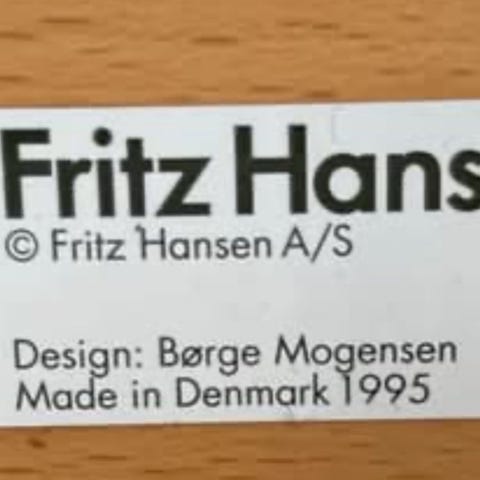 Fritz Hans
© Fritz Hansen A/S
Design: Børge Mogensen
Made in Denmark 1995